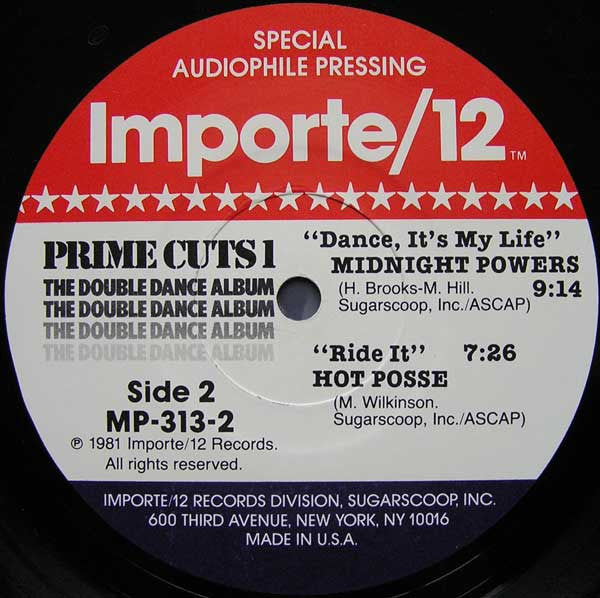 SPECIAL
AUDIOPHILE PRESSING
Importe/12 TM
PRIME CUTS 1
THE DOUBLE DANCE ALBUM
THE DOUBLE DANCE ALBUM
THE DOUBLE DANCE ALBUM
THE DOUBLE DANCE ALBUM
Side 2
MP-313-2
℗ 1981 Importe/12 Records.
All rights reserved.
"Dance, It's My Life"
MIDNIGHT POWERS
(H. Brooks-M. Hill. 9:14
Sugarscoop, Inc./ASCAP)
"Ride It" 7:26
HOT POSSE
(M. Wilkinson.
Sugarscoop, Inc./ASCAP)
IMPORTE/12 RECORDS DIVISION, SUGARSCOOP, INC.
600 THIRD AVENUE, NEW YORK, NY 10016
MADE IN U.S.A.